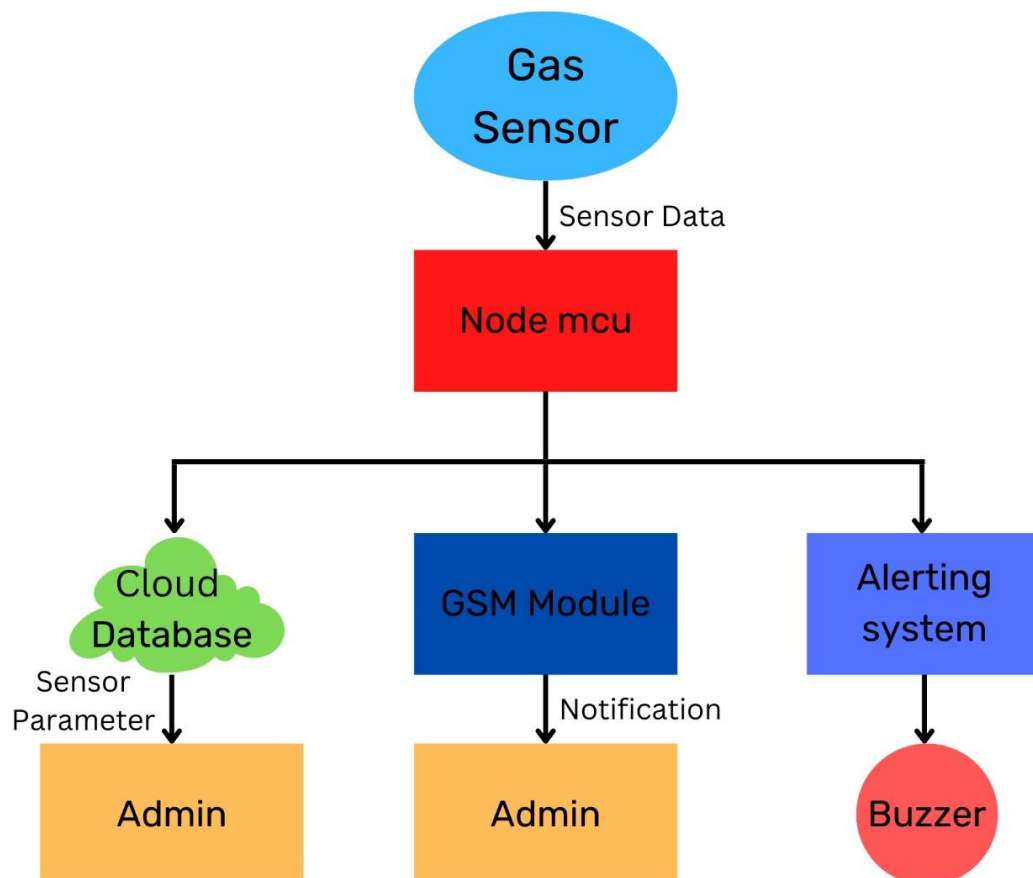 Gas
Sensor
Sensor Data
Node mcu
Cloud
Database
GSM Module
Alerting
system
Sensor
Parameter
Notification
Admin
Admin
Buzzer